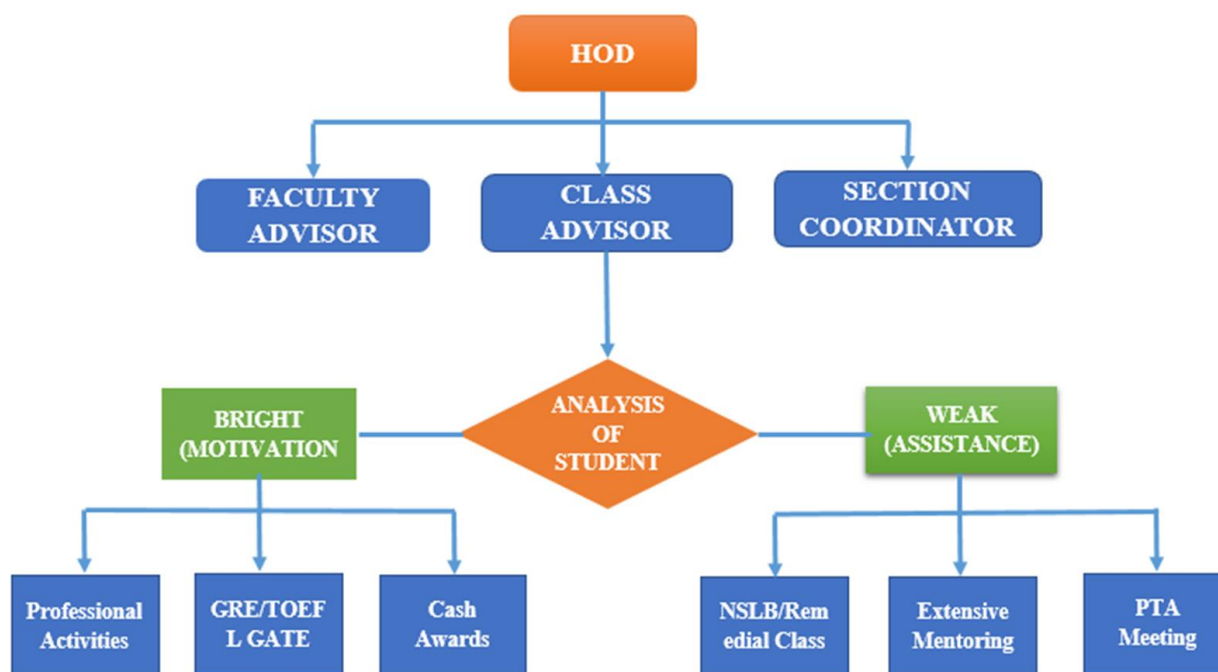 HOD
FACULTY
ADVISOR
CLASS
ADVISOR
SECTION
COORDINATOR
ANALYSIS
OF
STUDENT
BRIGHT
(MOTIVATION
WEAK
(ASSISTANCE)
Professional
Activities
GRE/TOEF
L GATE
Cash
Awards
NSLB/Rem
edial Class
Extensive
Mentoring
PTA
Meeting